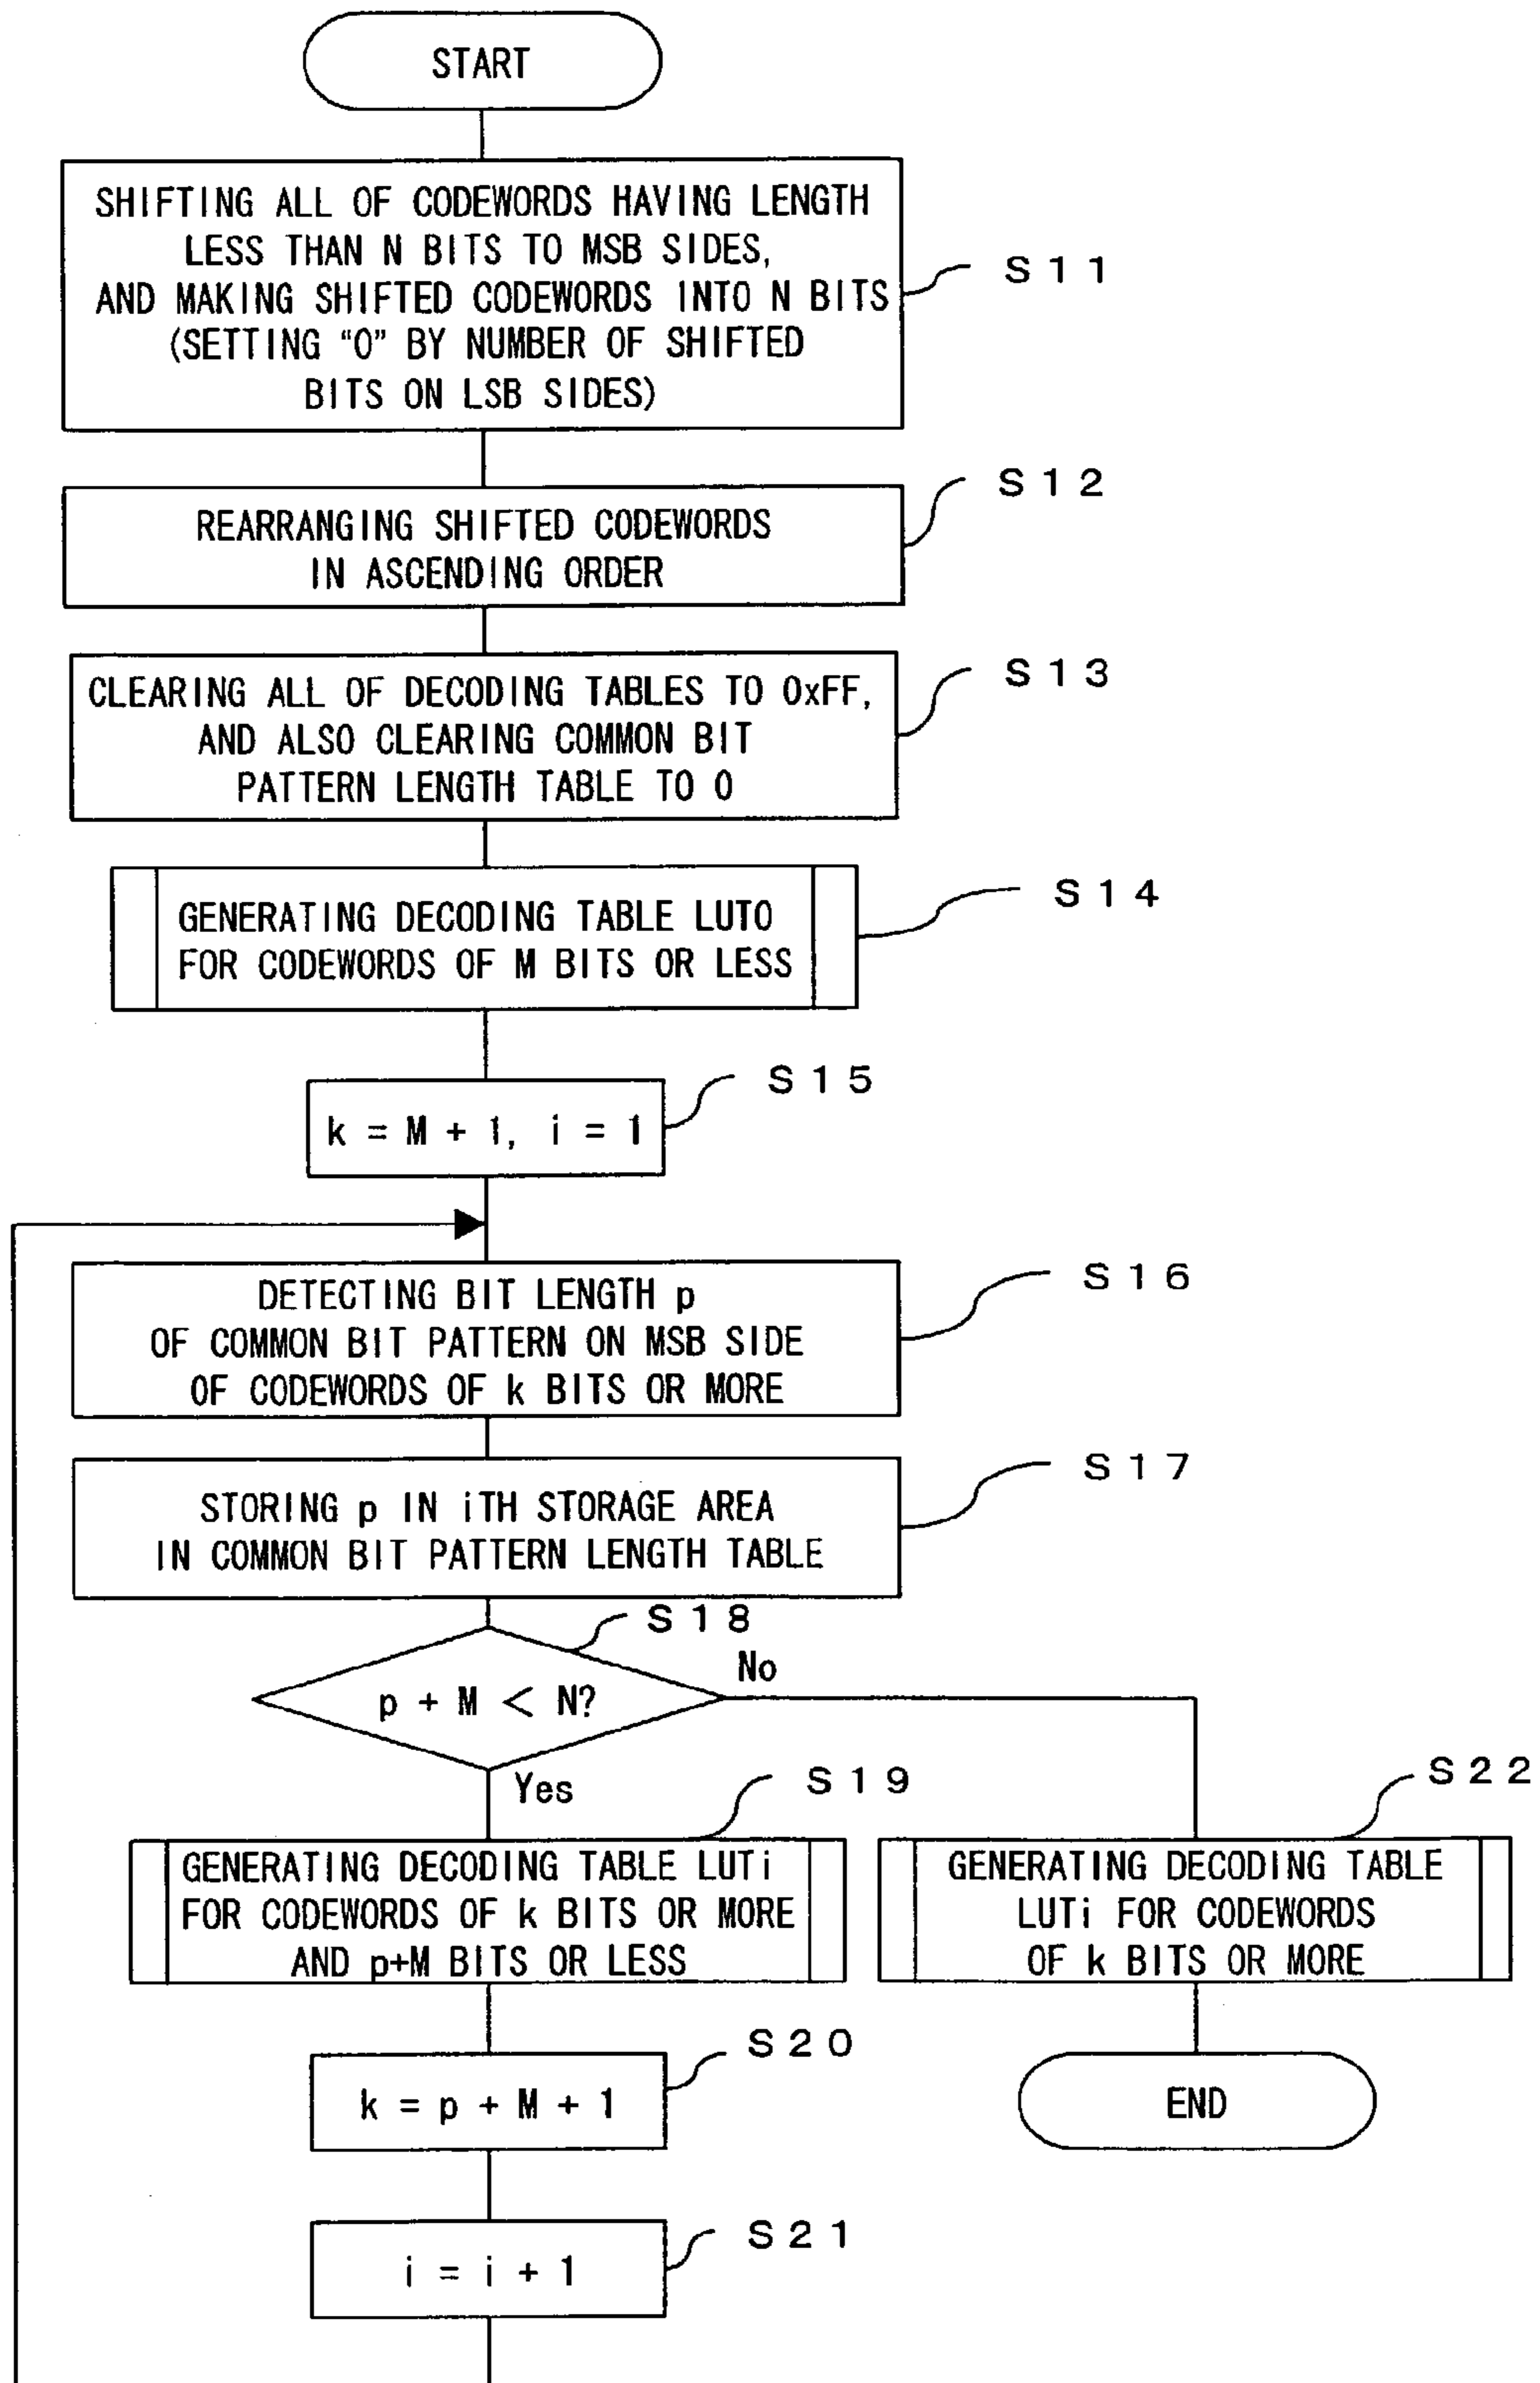 START
SHIFTING ALL OF CODEWORDS HAVING LENGTH
LESS THAN N BITS TO MSB SIDES,
AND MAKING SHIFTED CODEWORDS INTO N BITS
(SETTING “0” BY NUMBER OF SHIFTED
BITS ON LSB SIDES)
S11
REARRANGING SHIFTED CODEWORDS
IN ASCENDING ORDER
S12
CLEARING ALL OF DECODING TABLES TO 0xFF,
AND ALSO CLEARING COMMON BIT
PATTERN LENGTH TABLE TO 0
S13
GENERATING DECODING TABLE LUT0
FOR CODEWORDS OF M BITS OR LESS
S14
k = M + 1, i = 1
S15
DETECTING BIT LENGTH p
OF COMMON BIT PATTERN ON MSB SIDE
OF CODEWORDS OF k BITS OR MORE
S16
STORING p IN iTH STORAGE AREA
IN COMMON BIT PATTERN LENGTH TABLE
S17
S18
p + M < N?
No
Yes
S19
GENERATING DECODING TABLE LUTi
FOR CODEWORDS OF k BITS OR MORE
AND p+M BITS OR LESS
S22
GENERATING DECODING TABLE
LUTi FOR CODEWORDS
OF k BITS OR MORE
S20
k = p + M + 1
END
S21
i = i + 1